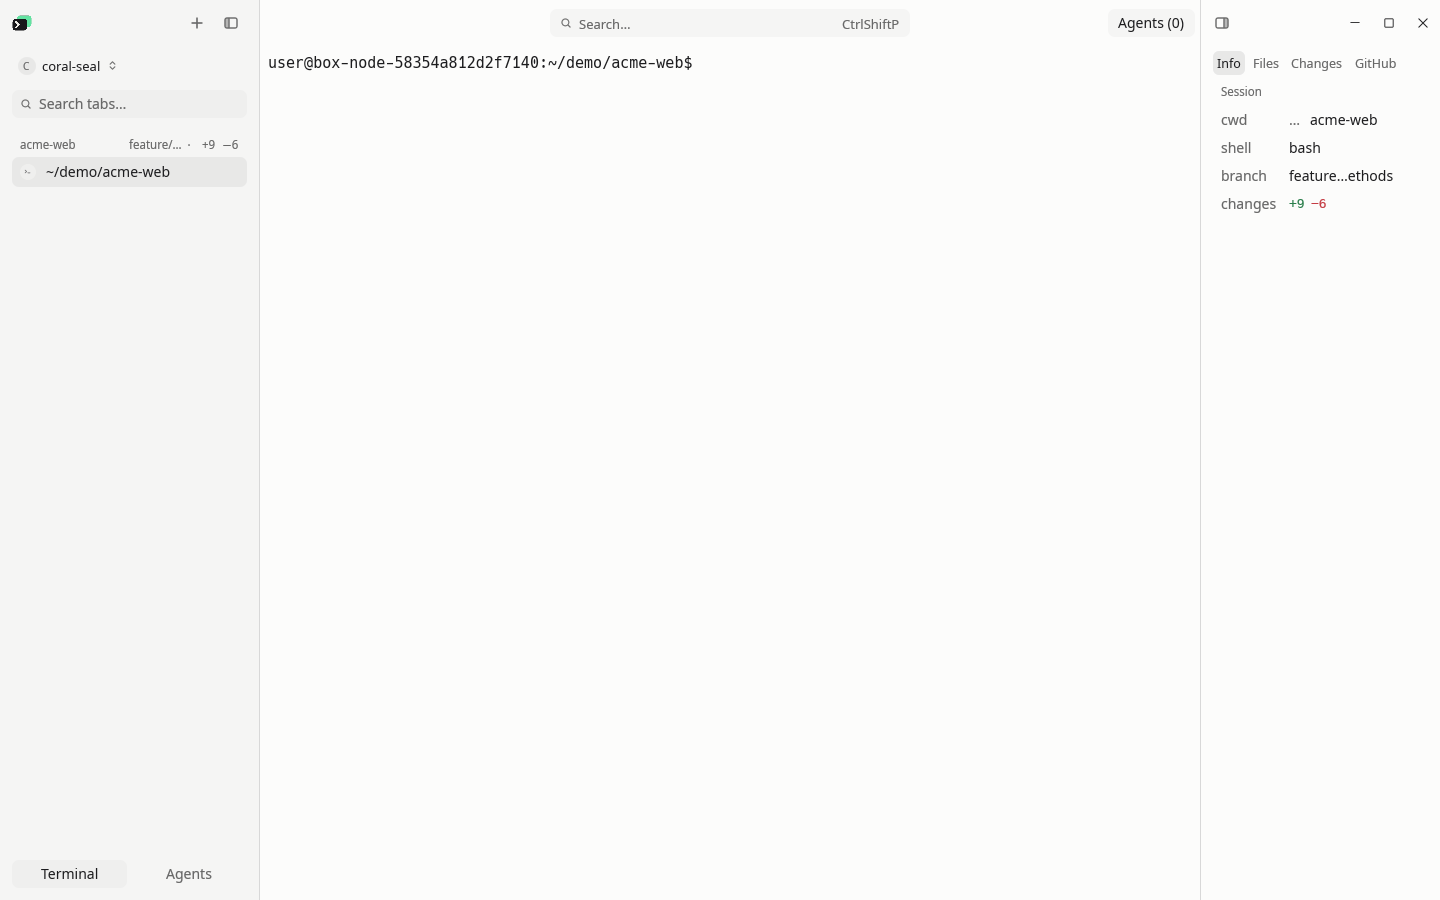 Search...
CtrlShiftP
Agents (0)
C
coral-seal
Search tabs...
acme-web
feature/... · +9 −6
~/demo/acme-web
Terminal
Agents
user@box-node-58354a812d2f7140:~/demo/acme-web$
Info
Files
Changes
GitHub
Session
cwd ... acme-web
shell bash
branch feature...ethods
changes +9 −6